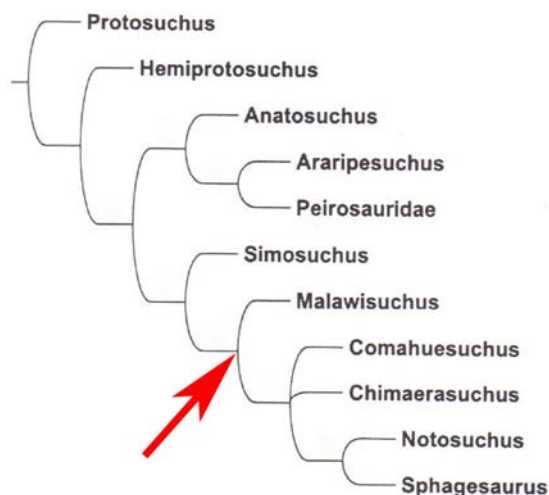 Protosuchus
Hemiprotosuchus
Anatosuchus
Araripesuchus
Peirosauridae
Simosuchus
Malawisuchus
Comahuesuchus
Chimaerasuchus
Notosuchus
Sphagesaurus